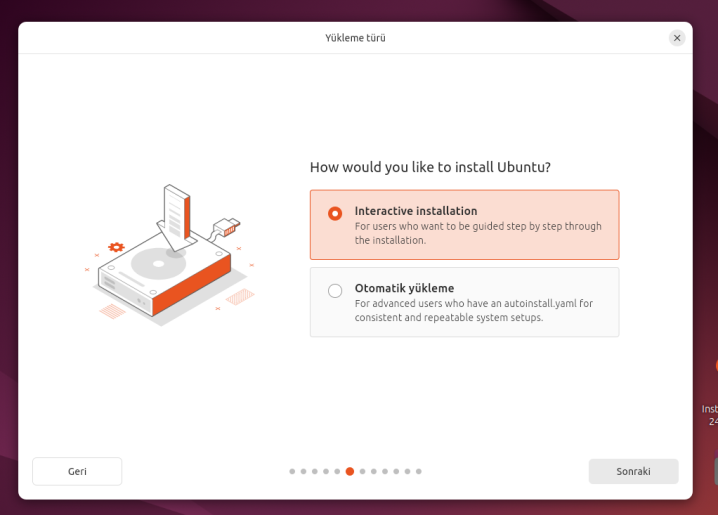 Yükleme türü
How would you like to install Ubuntu?
Interactive installation
For users who want to be guided step by step through
the installation.
Otomatik yükleme
For advanced users who have an autoinstall.yaml for
consistent and repeatable system setups.
Geri
Sonraki